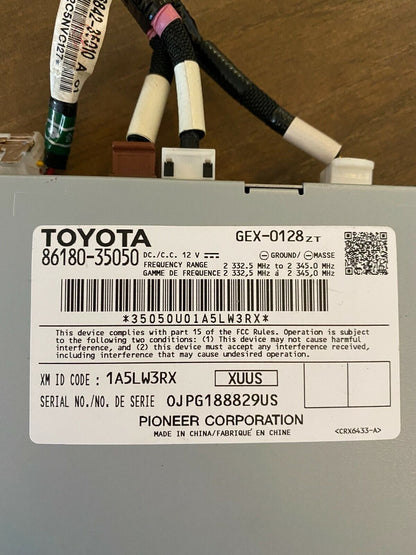 86842-35010 A
2C5NVC127
TOYOTA GEX-0128ZT
86180-35050 DC./C.C. 12 V ⊖GROUND/⊖MASSE
FREQUENCY RANGE 2 332.5 MHz to 2 345.0 MHz
GAMME DE FREQUENCE 2 332,5 MHz à 2 345,0 MHz
*35050U01A5LW3RX*
This device complies with part 15 of the FCC Rules. Operation is subject
to the following two conditions: (1) This device may not cause harmful
interference, and (2) this device must accept any interference received,
including interference that may cause undesired operation.
XM ID CODE : 1A5LW3RX XUUS
SERIAL NO./NO. DE SERIE OJPG188829US
PIONEER CORPORATION
MADE IN CHINA/FABRIQUÉ EN CHINE
<CRX6433-A>